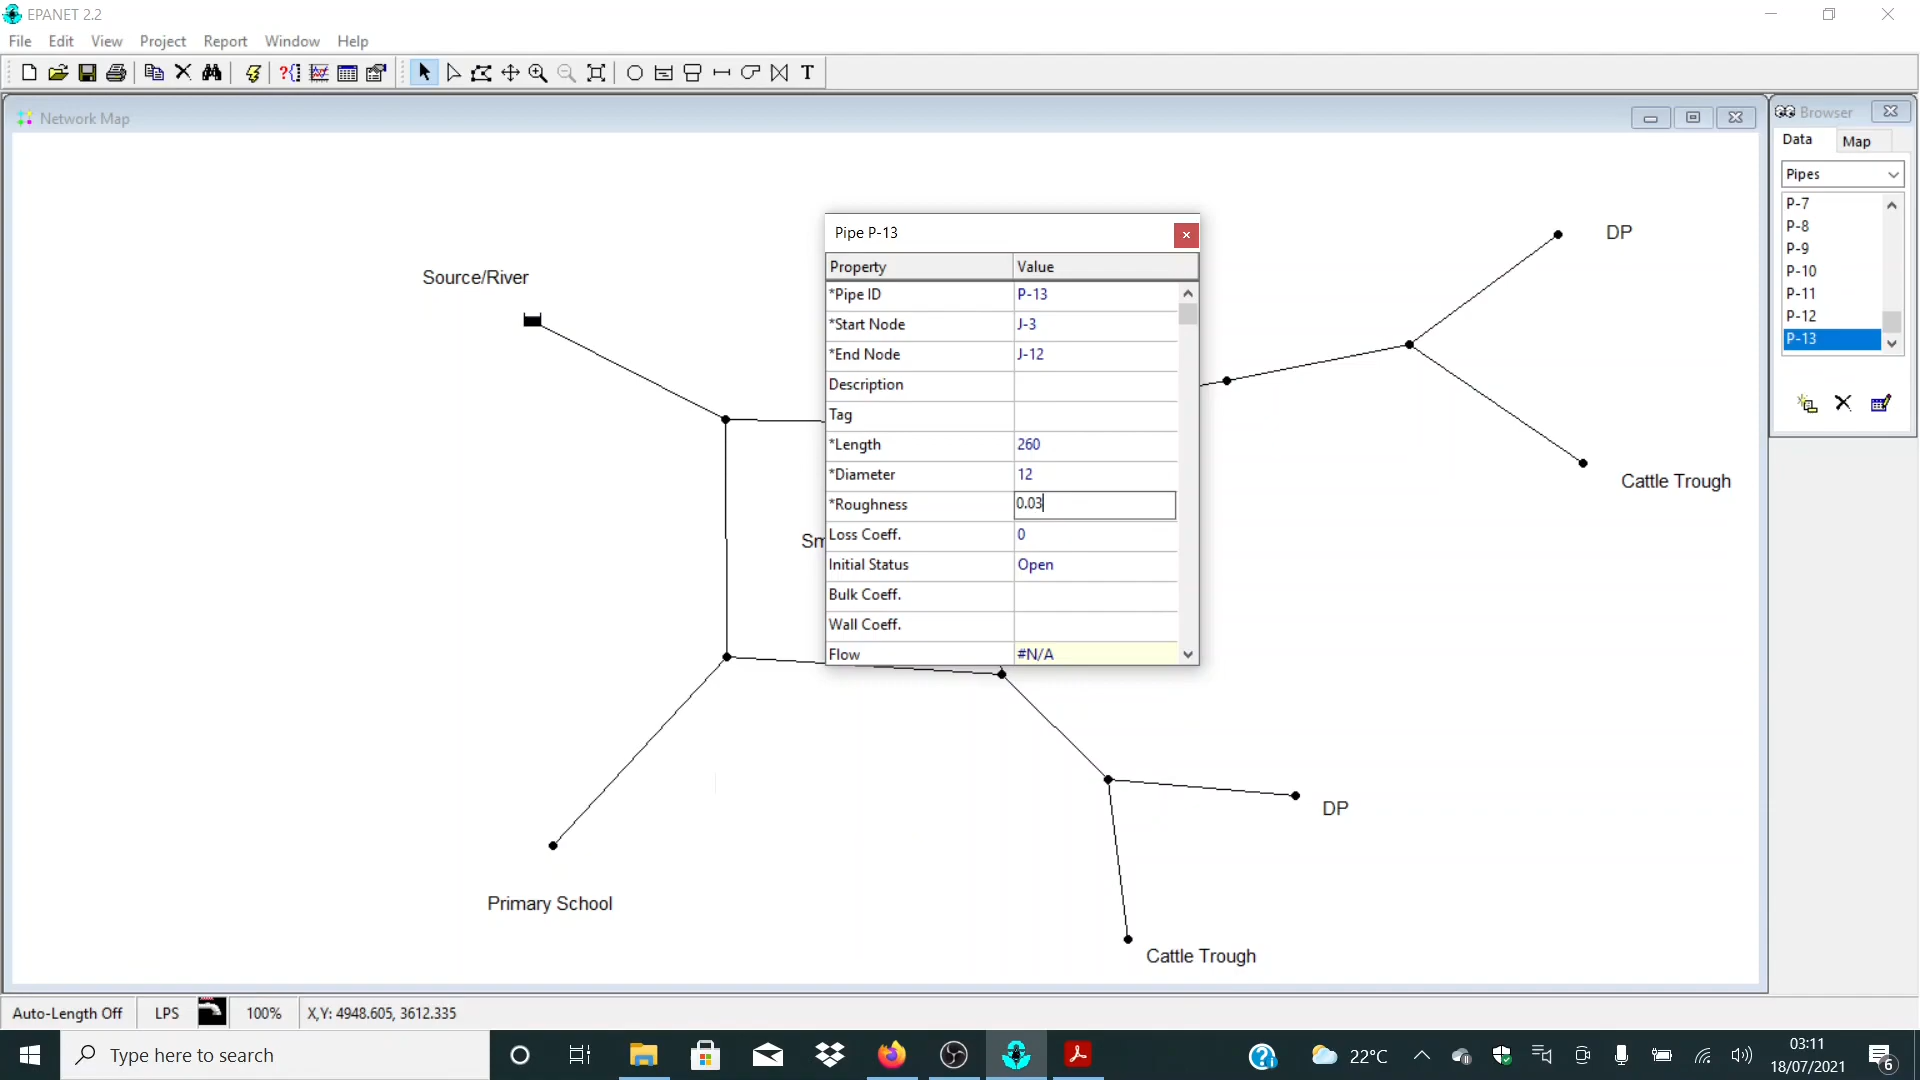 EPANET 2.2
File Edit View Project Report Window Help
Network Map
Browser
Data Map
Pipes
P-7
P-8
P-9
P-10
P-11
P-12
P-13
Source/River
DP
Cattle Trough
Sm
Pipe P-13
Property Value
*Pipe ID P-13
*Start Node J-3
*End Node J-12
Description
Tag
*Length 260
*Diameter 12
*Roughness 0.03
Loss Coeff. 0
Initial Status Open
Bulk Coeff.
Wall Coeff.
Flow #N/A
DP
Primary School
Cattle Trough
Auto-Length Off LPS 100% X,Y: 4948.605, 3612.335
Type here to search
22°C
03:11
18/07/2021
6